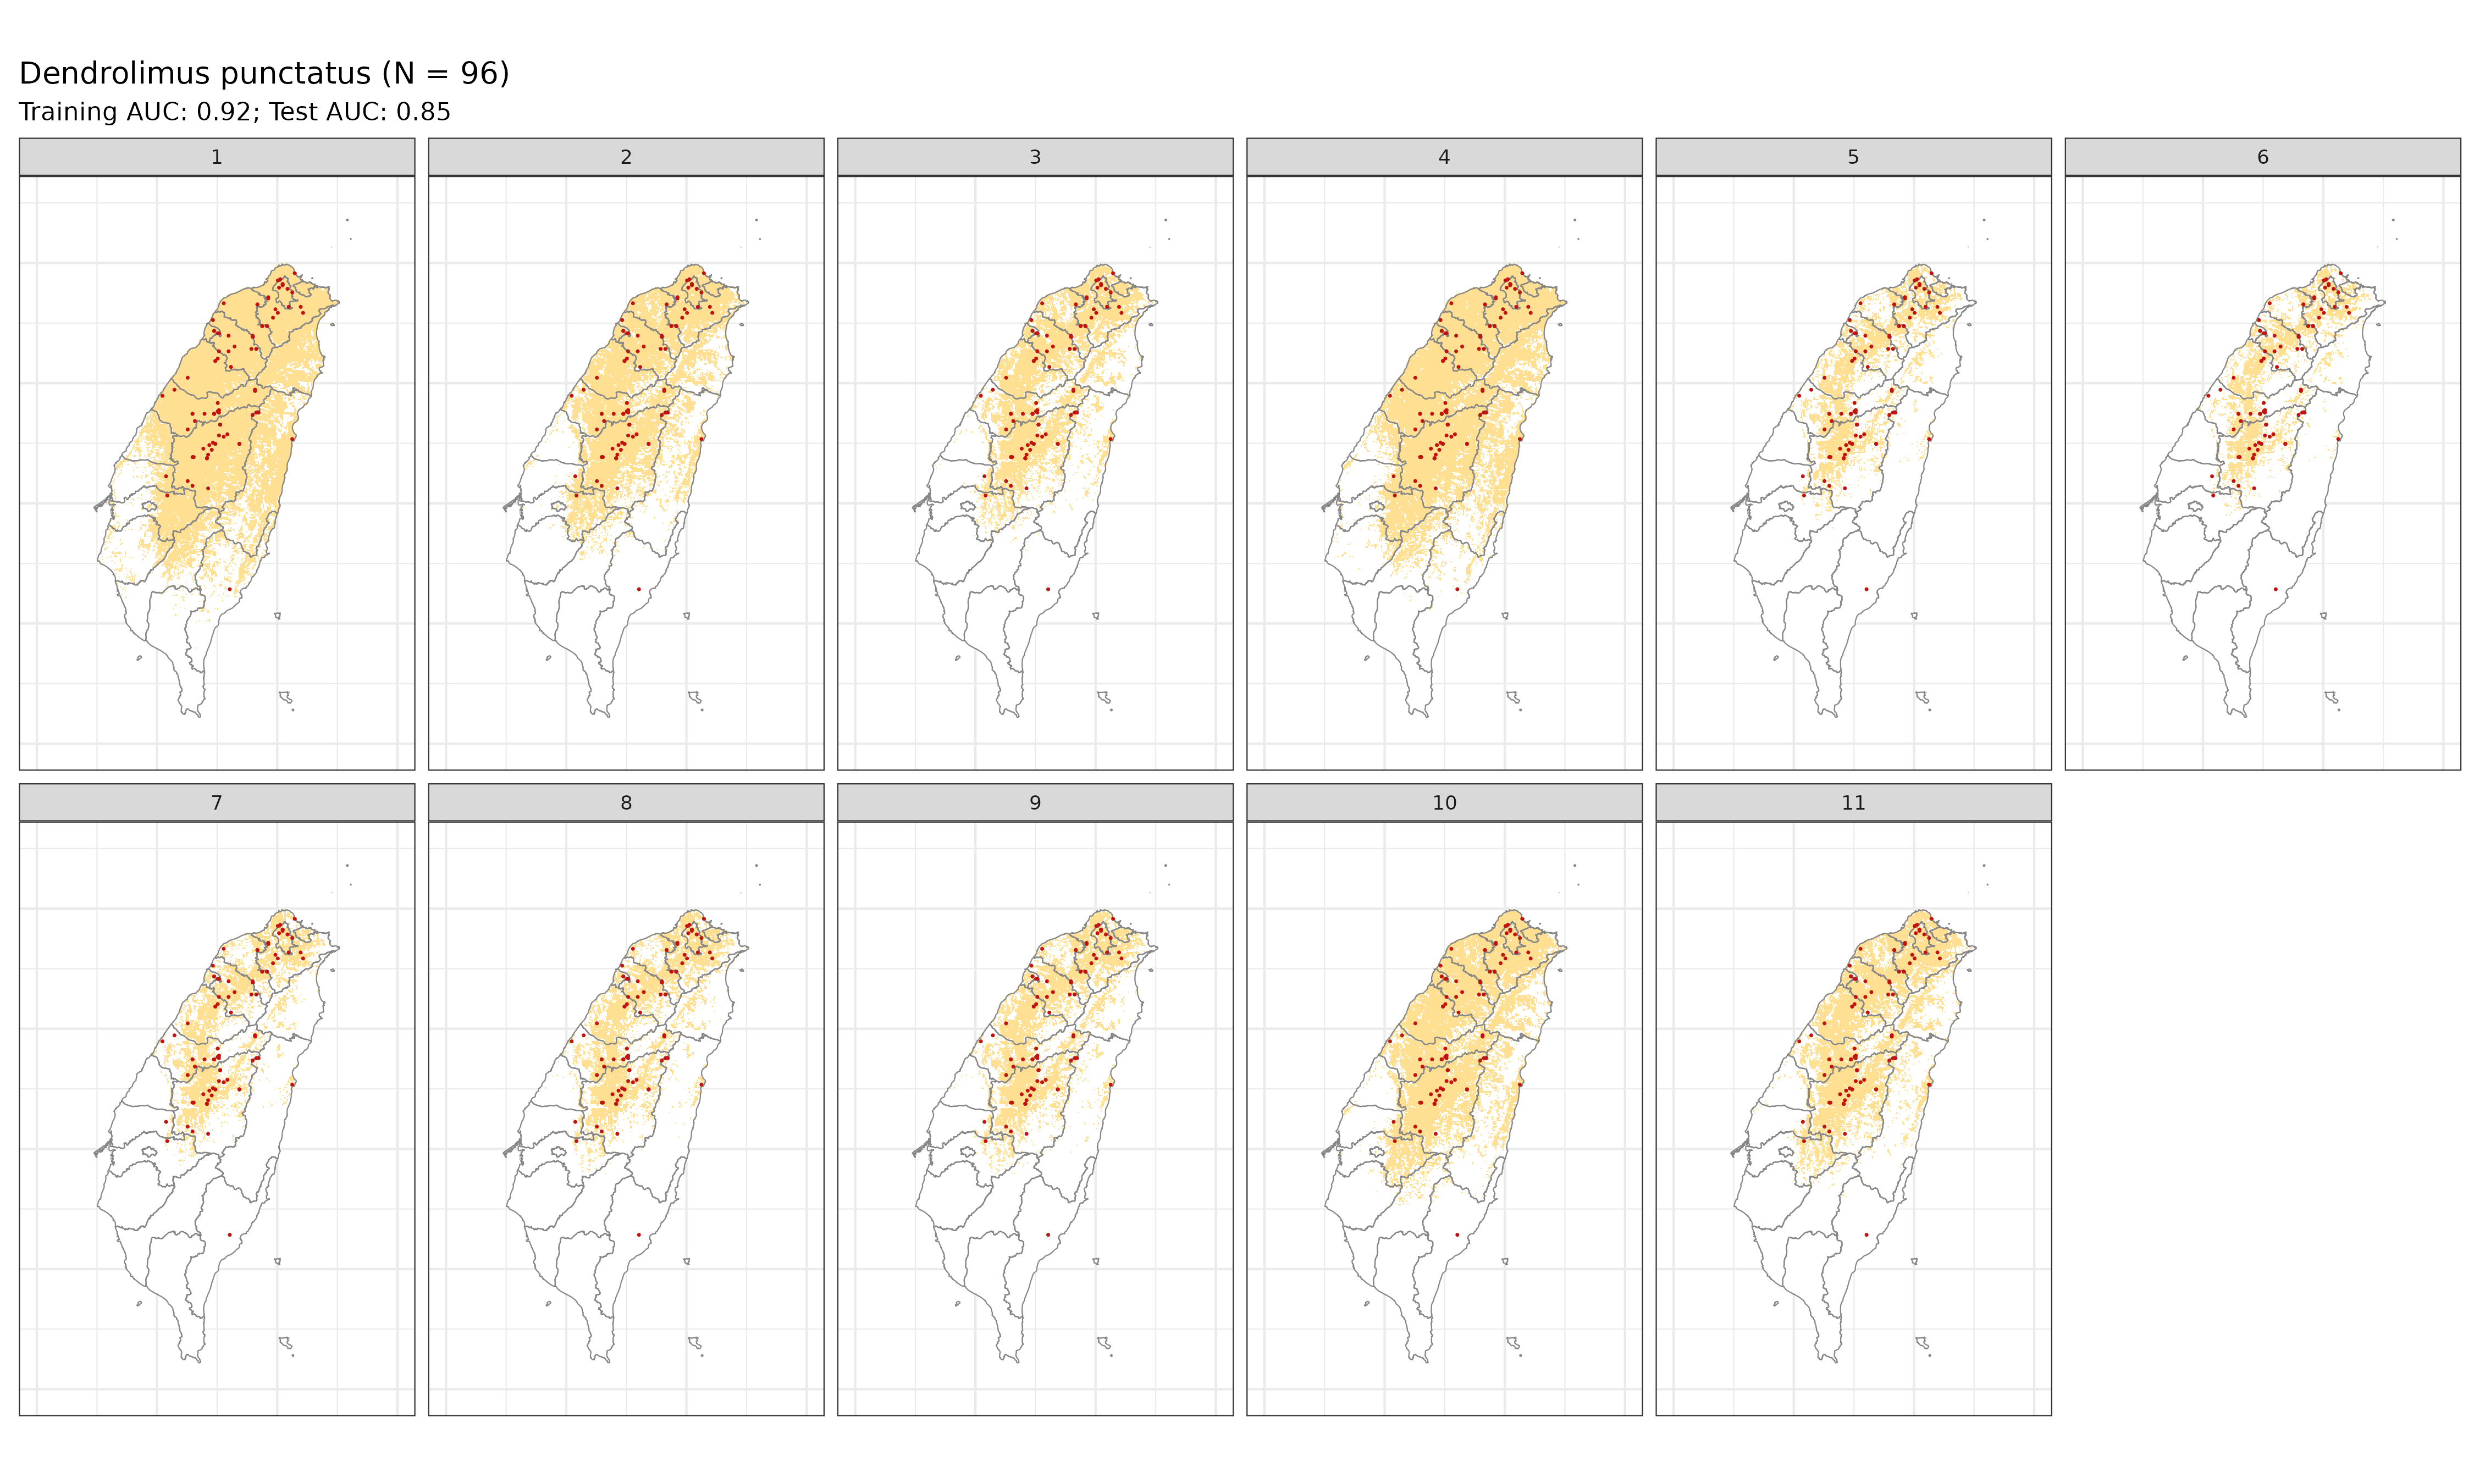 Dendrolimus punctatus (N = 96)
Training AUC: 0.92; Test AUC: 0.85
1 2 3 4 5 6
7 8 9 10 11